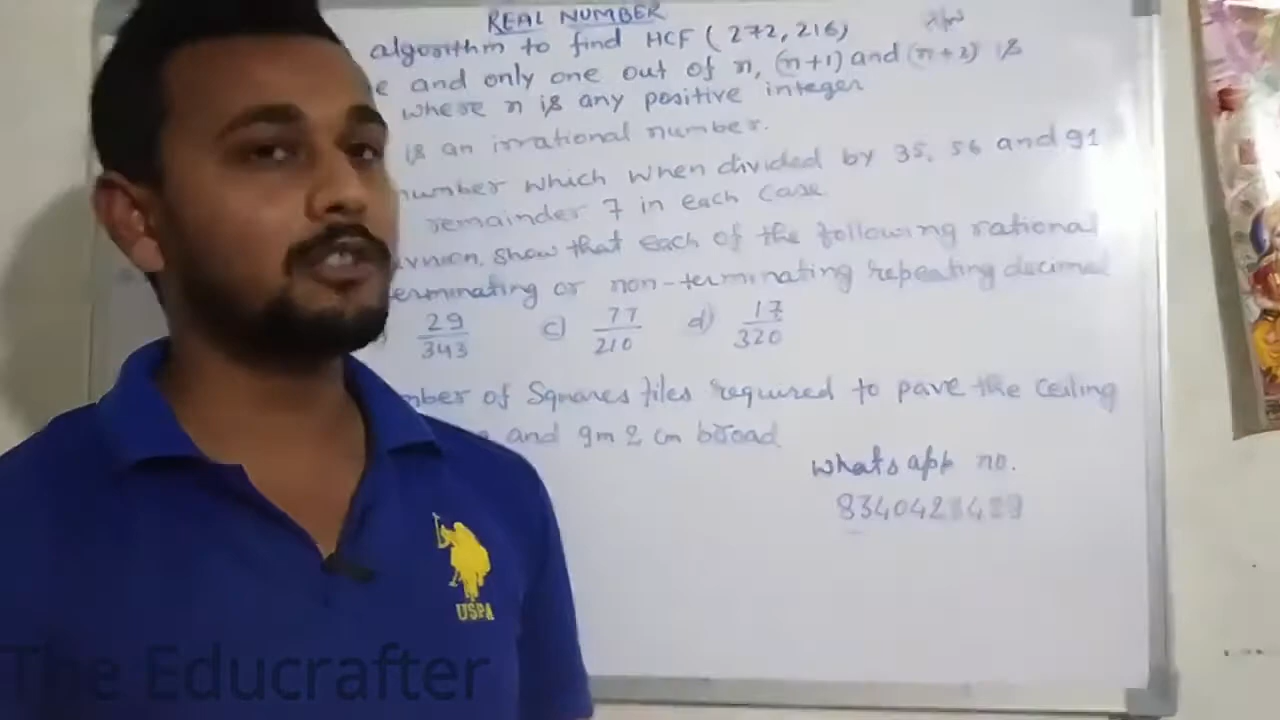 REAL NUMBER
algorithm to find HCF (272, 216)
e and only one out of n, (n+1) and (n+2) is
where n is any positive integer
is an irrational number.
number which when divided by 35, 56 and 91
remainder 7 in each case
show that each of the following rational
terminating or non-terminating repeating decimal
29/343 c) 77/210 d) 17/320
mber of Squares tiles required to pave the ceiling
and 9m 2 cm broad
whatsapp no.
USPA
The Educrafter